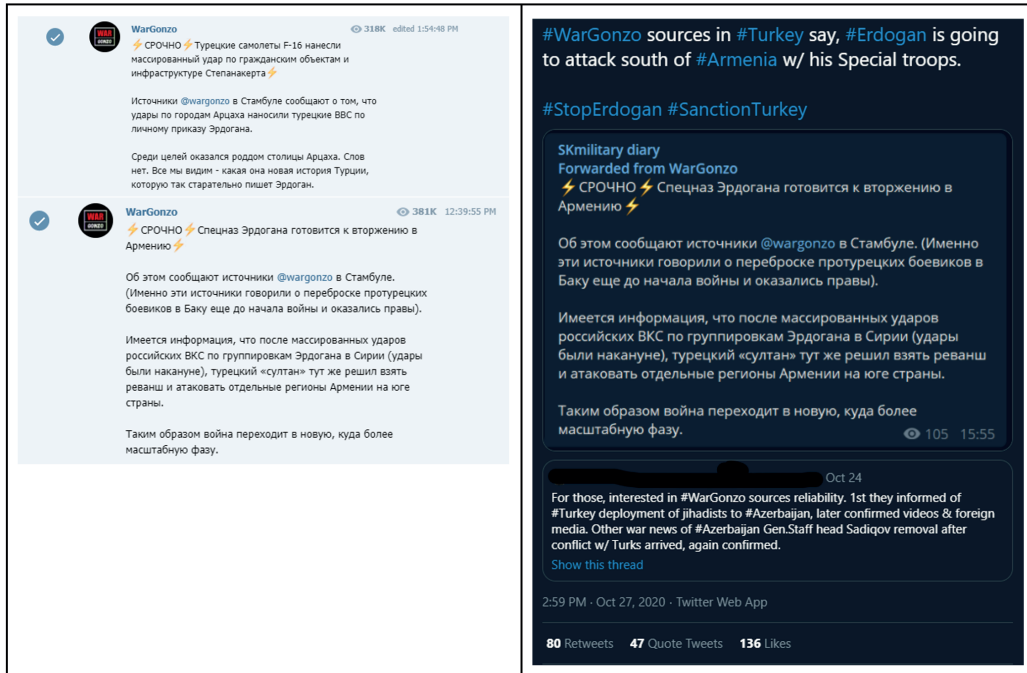 WarGonzo 318K edited 1:54:48 PM
⚡СРОЧНО⚡Турецкие самолеты F-16 нанесли
массированный удар по гражданским объектам и
инфраструктуре Степанакерта⚡
Источники @wargonzo в Стамбуле сообщают о том, что
удары по городам Арцаха наносили турецкие ВВС по
личному приказу Эрдогана.
Среди целей оказался роддом столицы Арцаха. Слов
нет. Все мы видим - какая она новая история Турции,
которую так старательно пишет Эрдоган.
WAR
GONZO
WarGonzo 381K 12:39:55 PM
⚡СРОЧНО⚡Спецназ Эрдогана готовится к вторжению в
Армению⚡
Об этом сообщают источники @wargonzo в Стамбуле.
(Именно эти источники говорили о переброске протурецких
боевиков в Баку еще до начала войны и оказались правы).
Имеется информация, что после массированных ударов
российских ВКС по группировкам Эрдогана в Сирии (удары
были накануне), турецкий «султан» тут же решил взять
реванш и атаковать отдельные регионы Армении на юге
страны.
Таким образом война переходит в новую, куда более
масштабную фазу.
WAR
GONZO
#WarGonzo sources in #Turkey say, #Erdogan is going
to attack south of #Armenia w/ his Special troops.
#StopErdogan #SanctionTurkey
SKmilitary diary
Forwarded from WarGonzo
⚡СРОЧНО⚡Спецназ Эрдогана готовится к вторжению в
Армению⚡
Об этом сообщают источники @wargonzo в Стамбуле. (Именно
эти источники говорили о переброске протурецких боевиков в
Баку еще до начала войны и оказались правы).
Имеется информация, что после массированных ударов
российских ВКС по группировкам Эрдогана в Сирии (удары
были накануне), турецкий «султан» тут же решил взять реванш
и атаковать отдельные регионы Армении на юге страны.
Таким образом война переходит в новую, куда более
масштабную фазу. 105 15:55
Oct 24
For those, interested in #WarGonzo sources reliability. 1st they informed of
#Turkey deployment of jihadists to #Azerbaijan, later confirmed videos & foreign
media. Other war news of #Azerbaijan Gen.Staff head Sadiqov removal after
conflict w/ Turks arrived, again confirmed.
Show this thread
2:59 PM · Oct 27, 2020 · Twitter Web App
80 Retweets 47 Quote Tweets 136 Likes